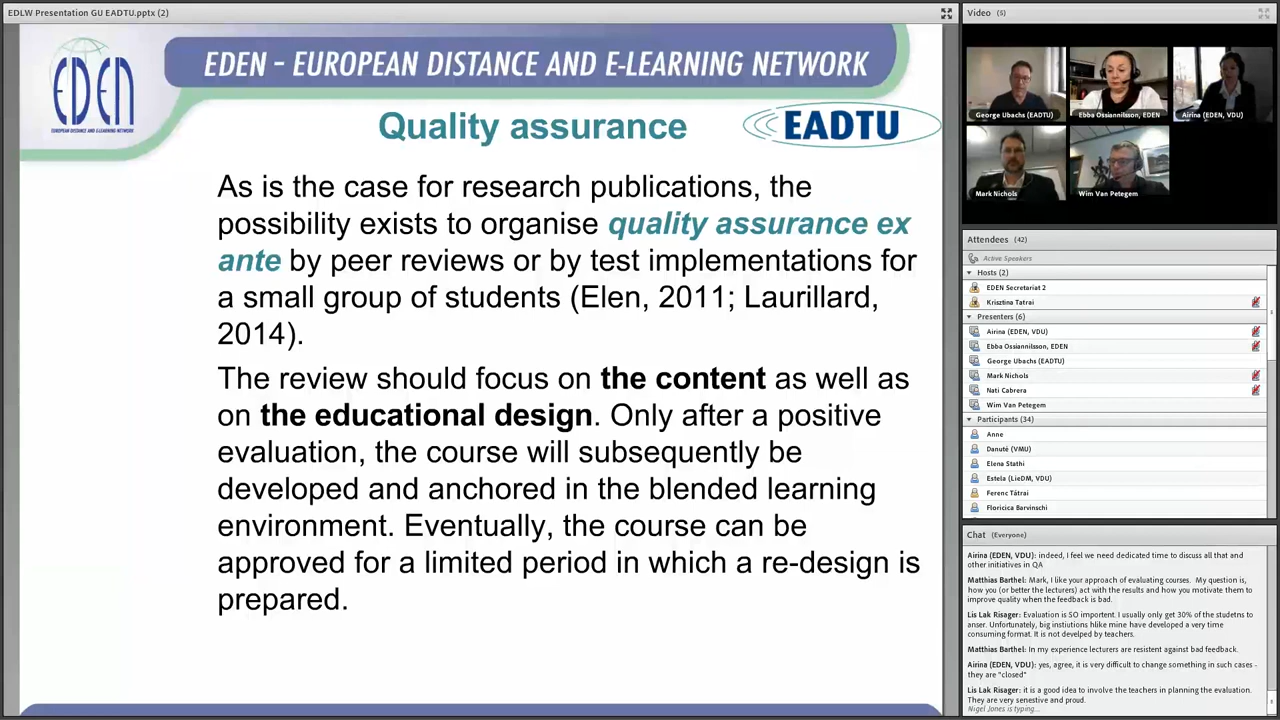 EDLW Presentation GU EADTU.pptx (2)
EDEN
EUROPEAN DISTANCE AND E-LEARNING NETWORK
EDEN – EUROPEAN DISTANCE AND E-LEARNING NETWORK
Quality assurance
EADTU
As is the case for research publications, the
possibility exists to organise quality assurance ex
ante by peer reviews or by test implementations for
a small group of students (Elen, 2011; Laurillard,
2014).
The review should focus on the content as well as
on the educational design. Only after a positive
evaluation, the course will subsequently be
developed and anchored in the blended learning
environment. Eventually, the course can be
approved for a limited period in which a re-design is
prepared.
Video (5)
George Ubachs (EADTU)
Ebba Ossiannilsson, EDEN
Airina (EDEN, VDU)
Mark Nichols
Wim Van Petegem
Attendees (42)
Active Speakers
Hosts (2)
EDEN Secretariat 2
Krisztina Tatrai
Presenters (6)
Airina (EDEN, VDU)
Ebba Ossiannilsson, EDEN
George Ubachs (EADTU)
Mark Nichols
Nati Cabrera
Wim Van Petegem
Participants (34)
Anne
Danutė (VMU)
Elena Stathi
Estela (LieDM, VDU)
Ferenc Tátrai
Floricica Barvinschi
Chat (Everyone)
Airina (EDEN, VDU): indeed, I feel we need dedicated time to discuss all that and
other initiatives in QA
Matthias Barthel: Mark, I like your approach of evaluating courses. My question is,
how you (or better the lecturers) act with the results and how you motivate them to
improve quality when the feedback is bad.
Lis Lak Risager: Evaluation is SO importent. I usually only get 30% of the studetns to
anser. Unfortunately, big instiutions hlike mine have developed a very time
consuming format. It is not develped by teachers.
Matthias Barthel: In my experience lecturers are resistent against bad feedback.
Airina (EDEN, VDU): yes, agree, it is very difficult to change something in such cases -
they are "closed"
Lis Lak Risager: it is a good idea to involve the teachers in planning the evaluation.
They are very senestive and proud.
Nigel Jones is typing...